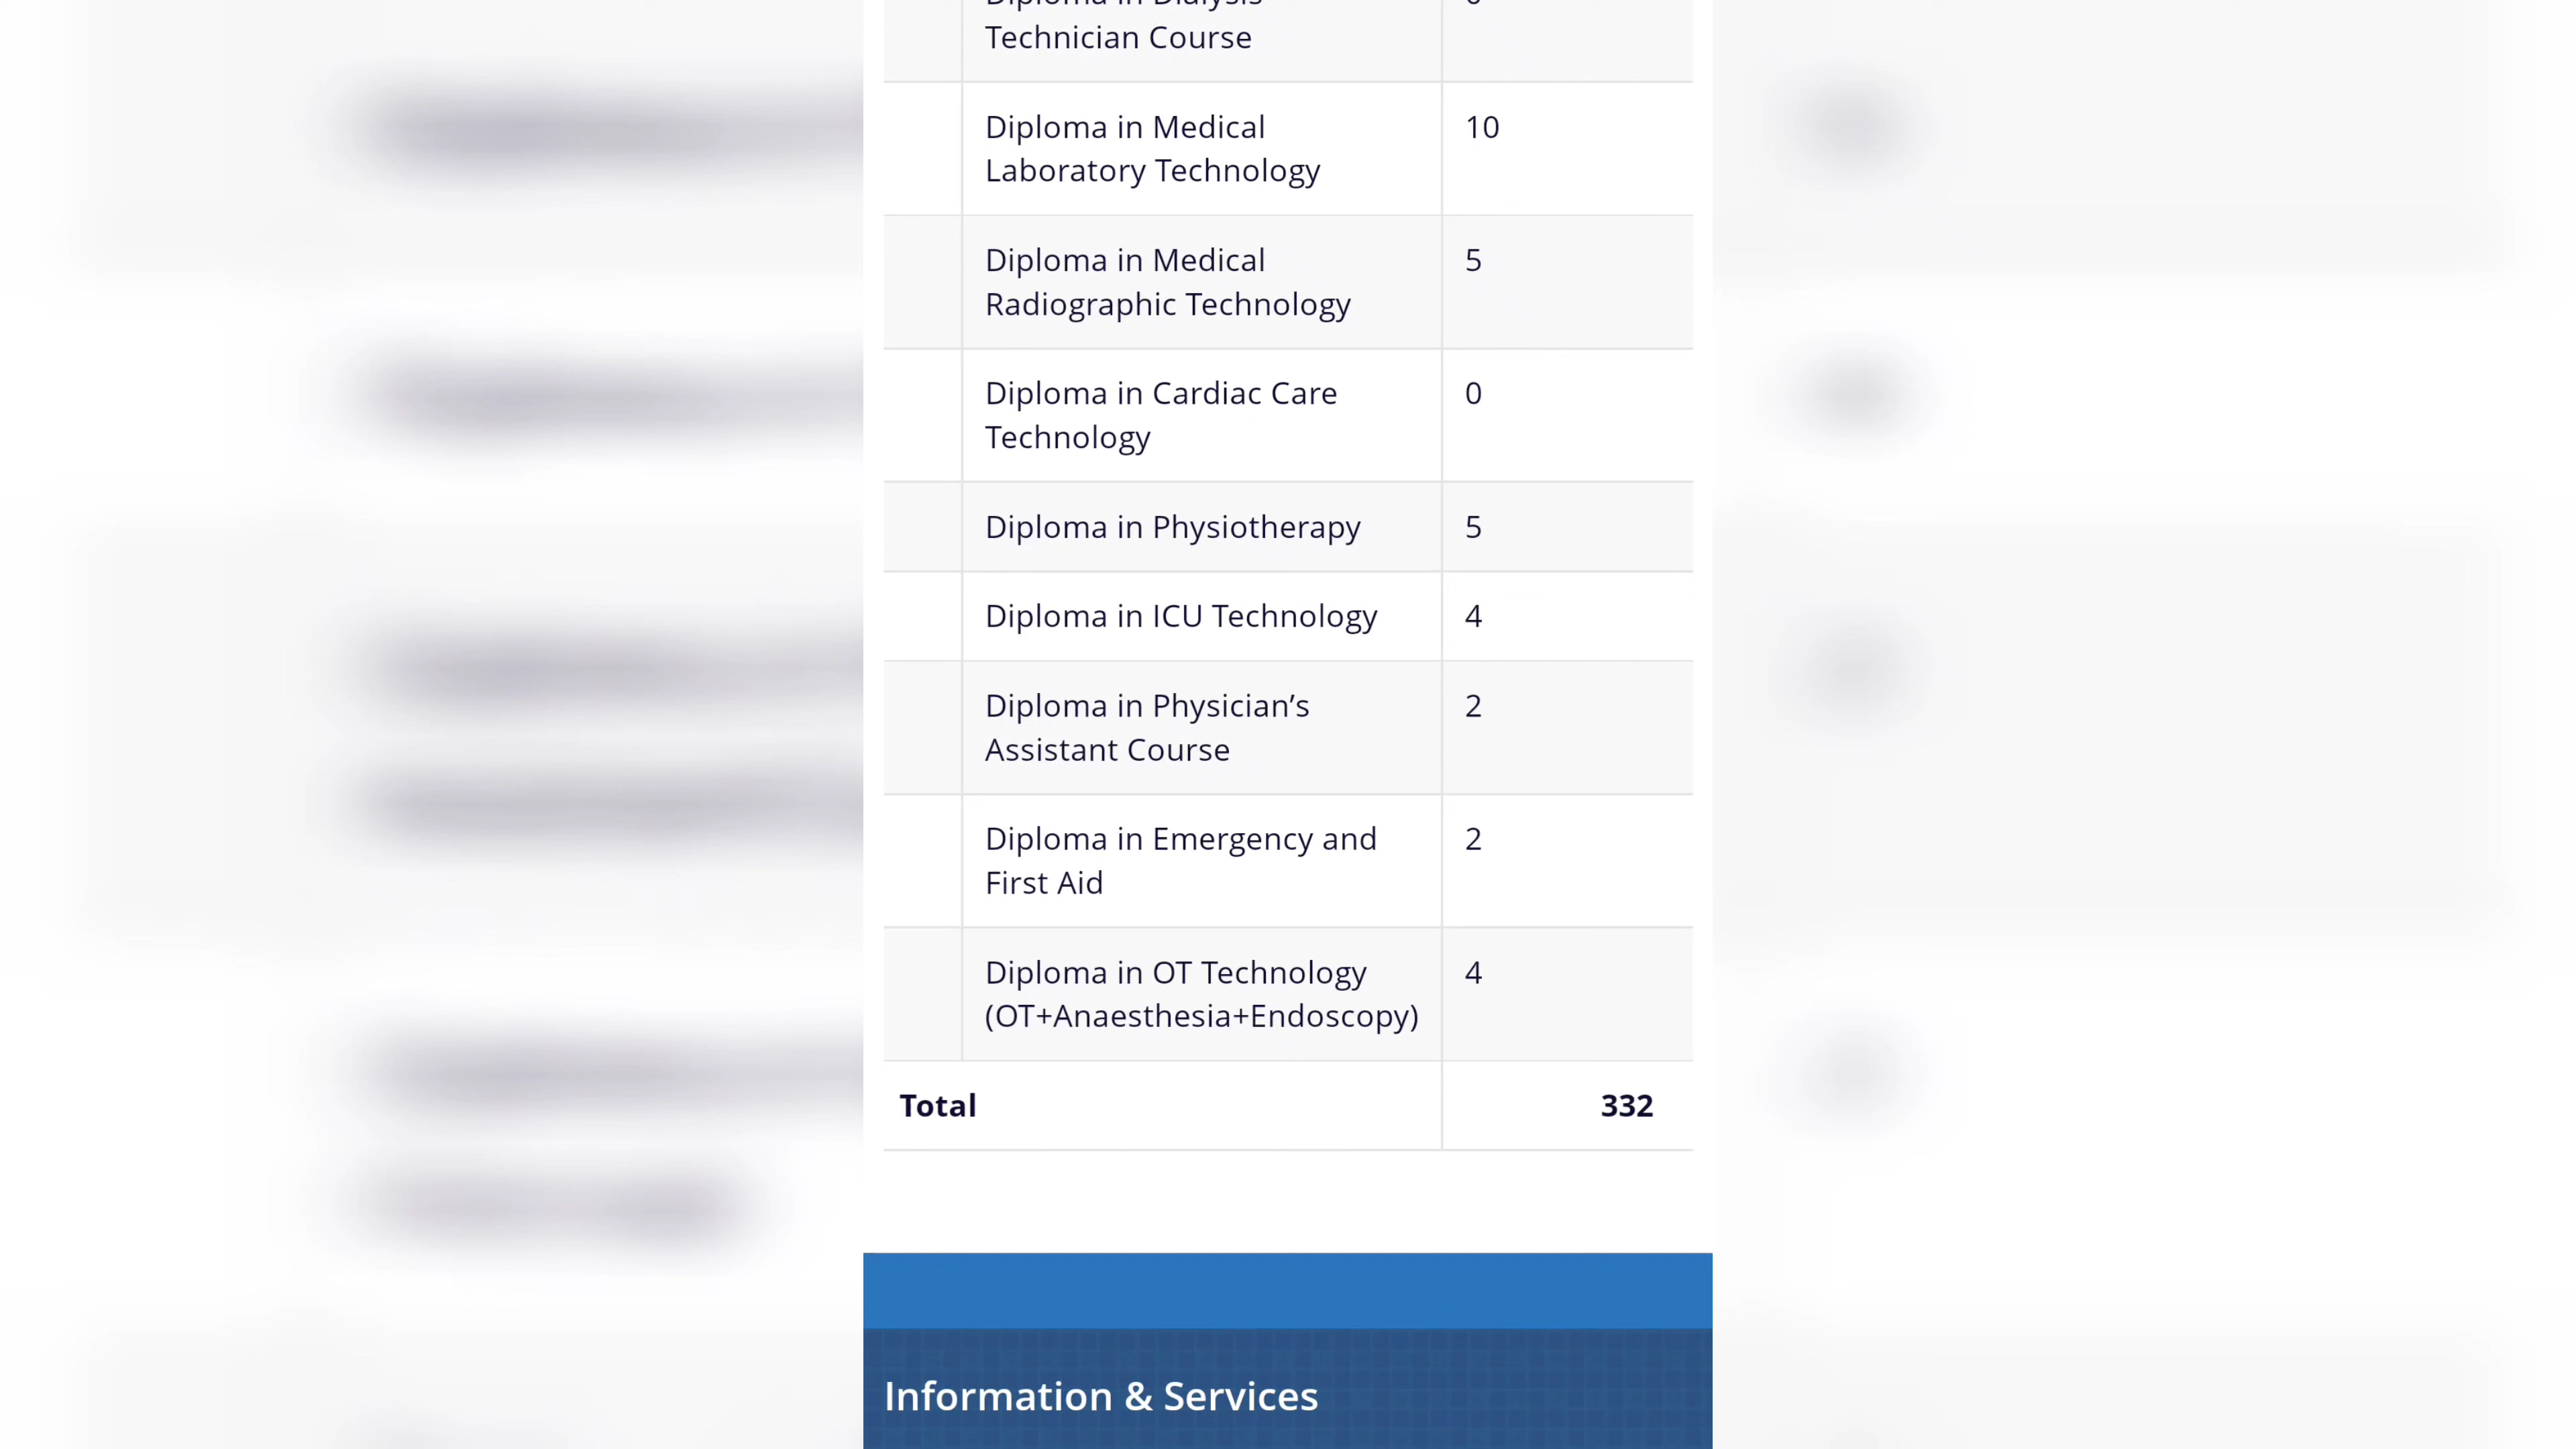 Technician Course
Diploma in Medical 10
Laboratory Technology
Diploma in Medical 5
Radiographic Technology
Diploma in Cardiac Care 0
Technology
Diploma in Physiotherapy 5
Diploma in ICU Technology 4
Diploma in Physician’s 2
Assistant Course
Diploma in Emergency and 2
First Aid
Diploma in OT Technology 4
(OT+Anaesthesia+Endoscopy)
Total 332
Information & Services